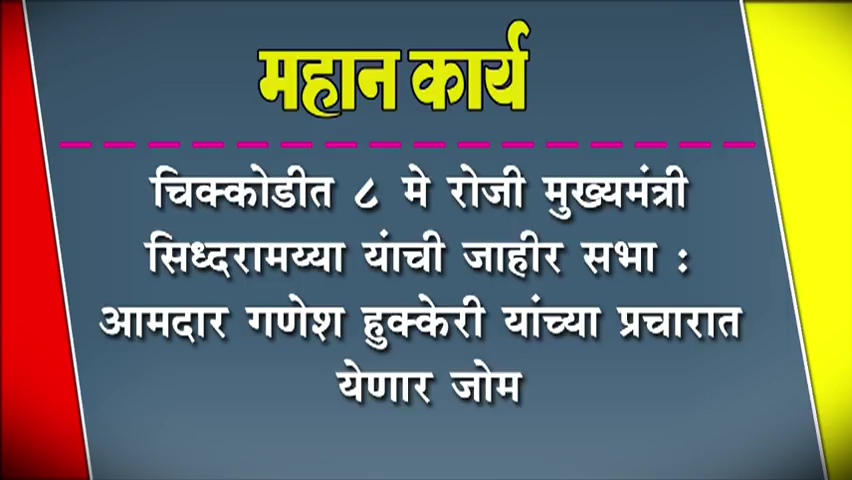 महान कार्य
चिक्कोडीत ८ मे रोजी मुख्यमंत्री
सिध्दरामय्या यांची जाहीर सभा :
आमदार गणेश हुक्केरी यांच्या प्रचारात
येणार जोम